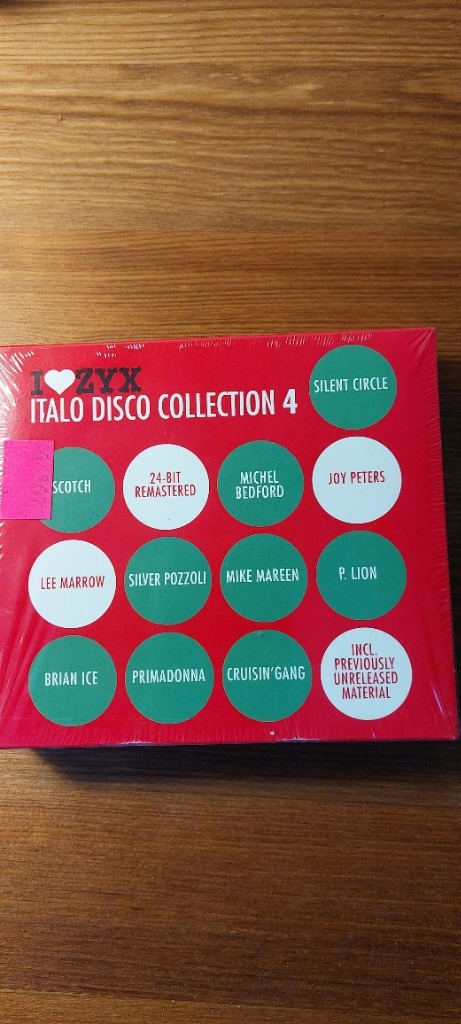 I ZYX
ITALO DISCO COLLECTION 4
SILENT CIRCLE
SCOTCH
24-BIT
REMASTERED
MICHEL
BEDFORD
JOY PETERS
LEE MARROW
SILVER POZZOLI
MIKE MAREEN
P. LION
BRIAN ICE
PRIMADONNA
CRUISIN'GANG
INCL.
PREVIOUSLY
UNRELEASED
MATERIAL